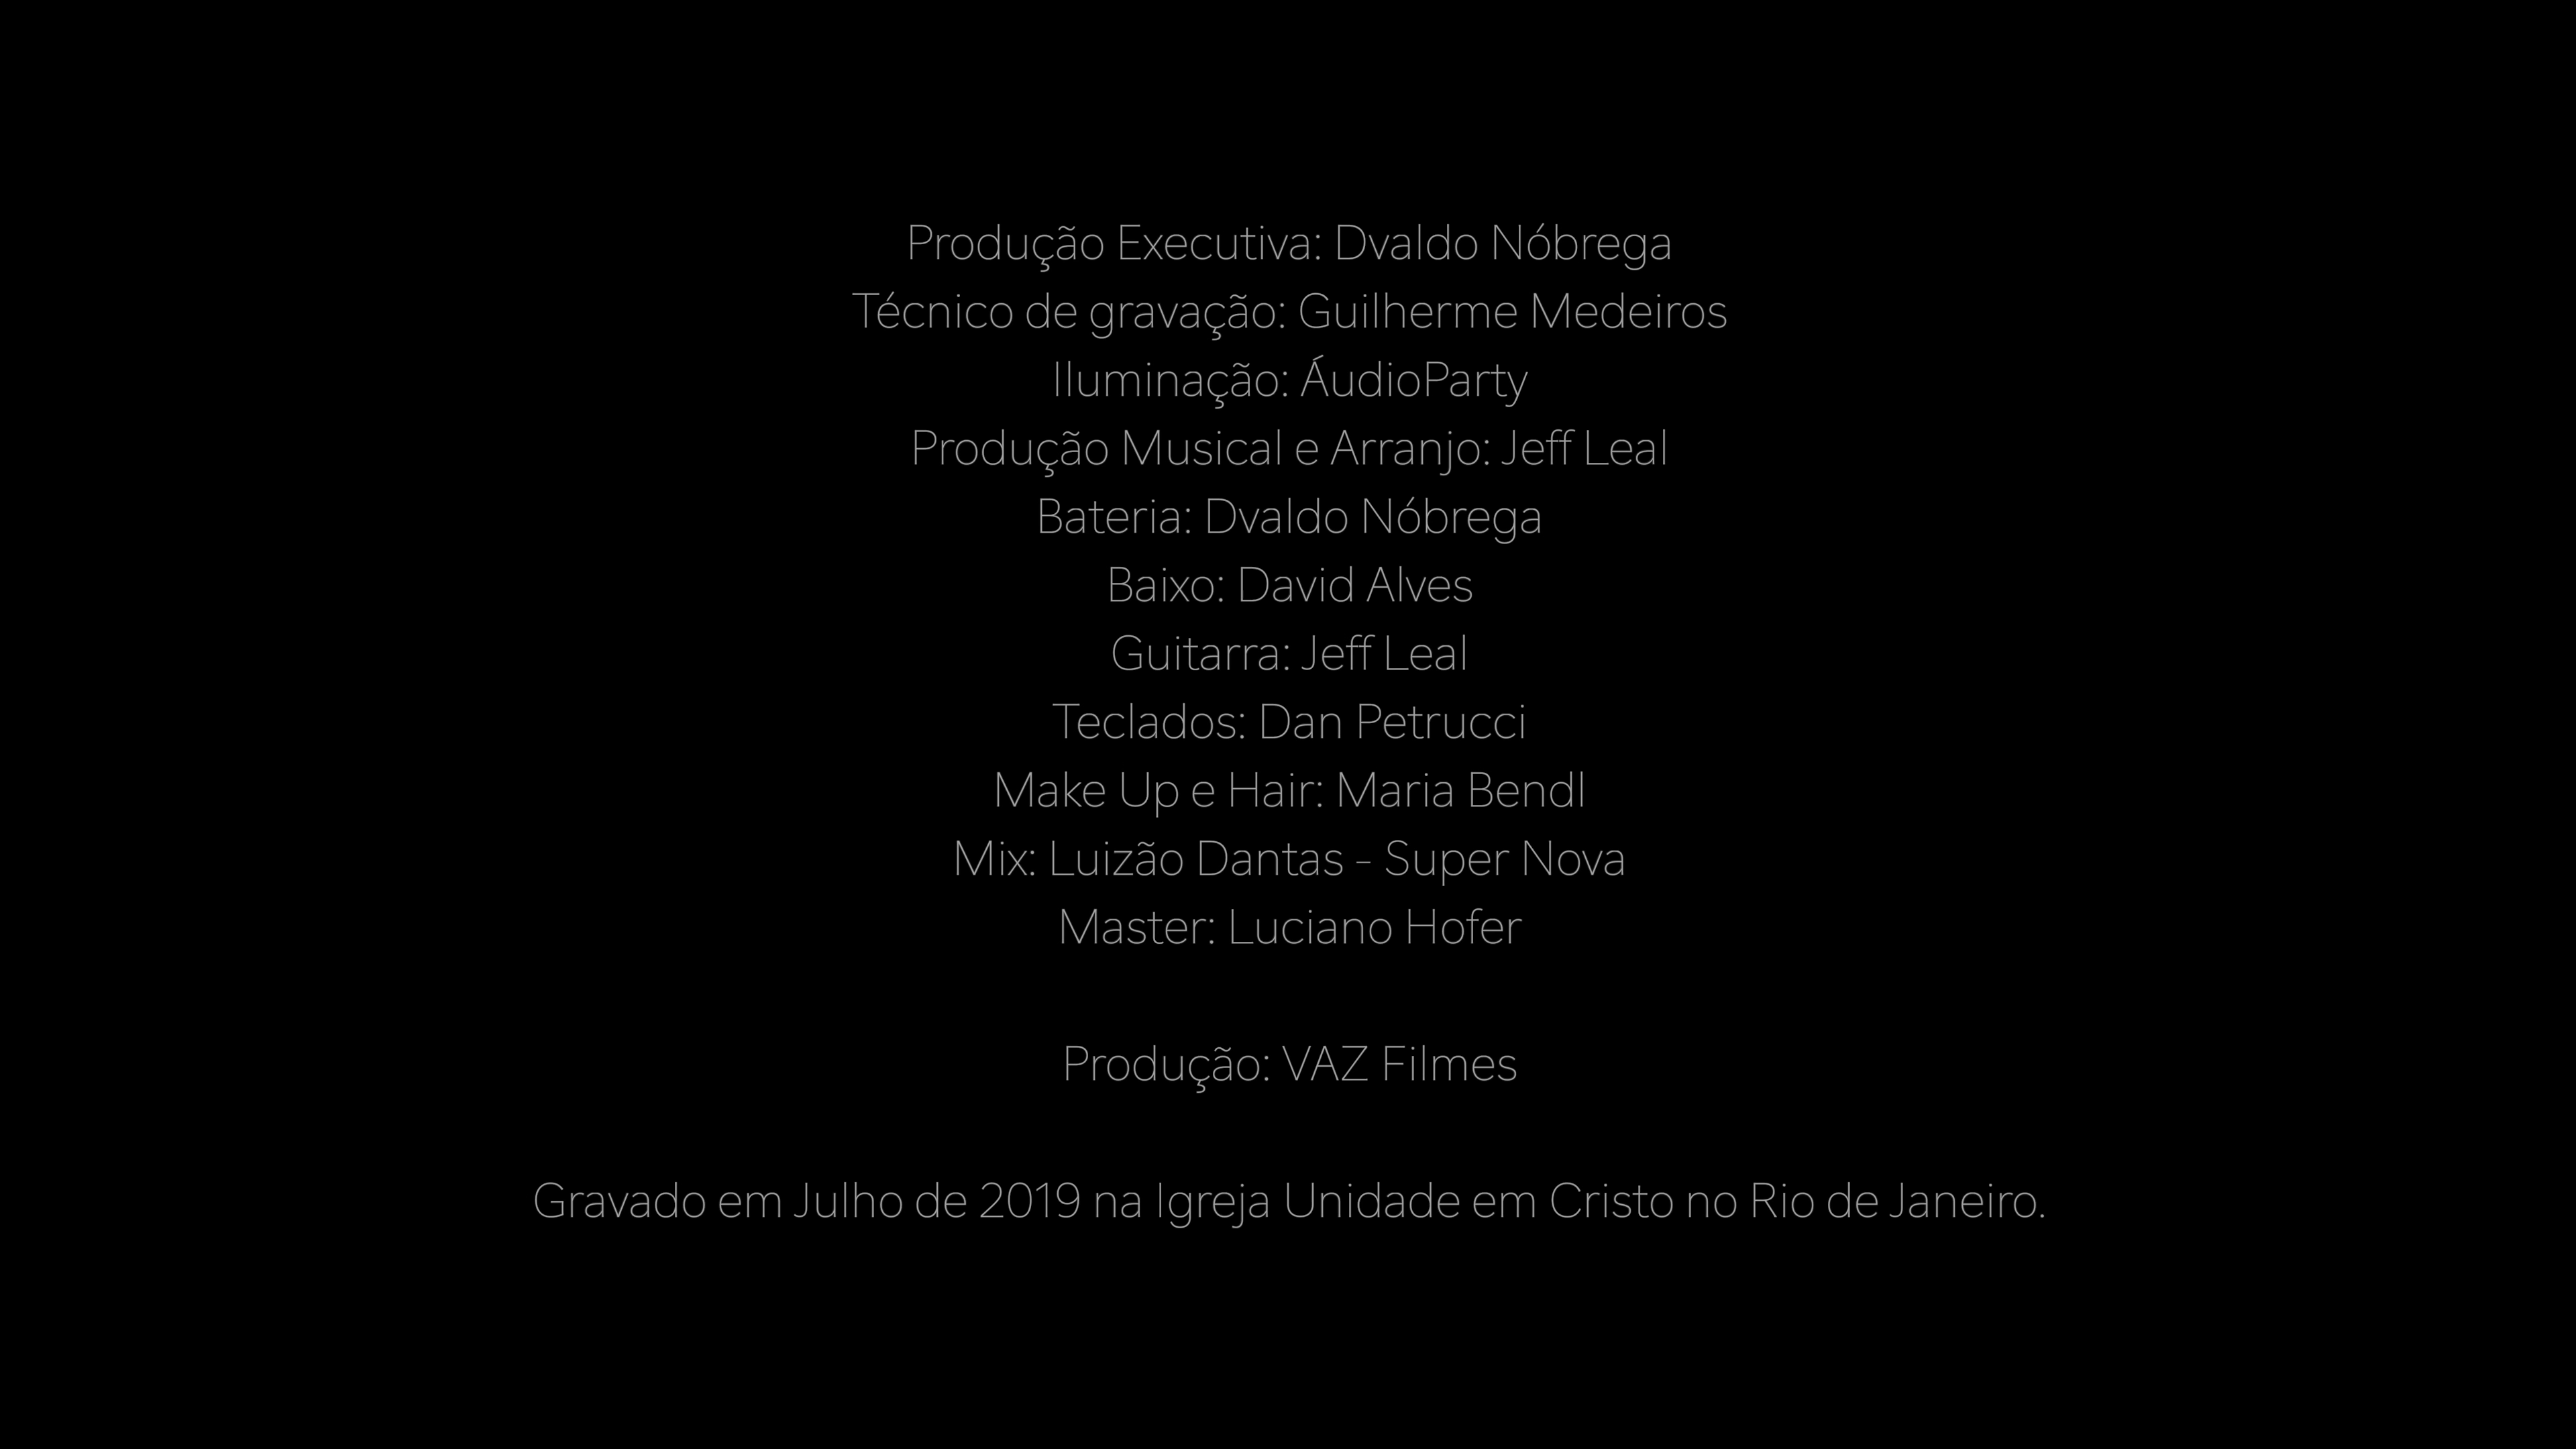 Produção Executiva: Dvaldo Nóbrega
Técnico de gravação: Guilherme Medeiros
Iluminação: ÁudioParty
Produção Musical e Arranjo: Jeff Leal
Bateria: Dvaldo Nóbrega
Baixo: David Alves
Guitarra: Jeff Leal
Teclados: Dan Petrucci
Make Up e Hair: Maria Bendl
Mix: Luizão Dantas - Super Nova
Master: Luciano Hofer
Produção: VAZ Filmes
Gravado em Julho de 2019 na Igreja Unidade em Cristo no Rio de Janeiro.